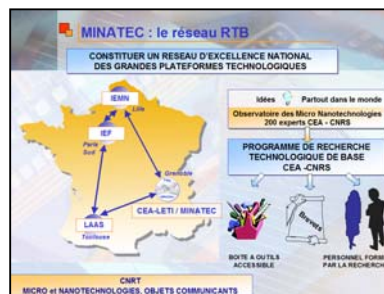 MINATEC : le réseau RTB
CONSTITUER UN RESEAU D'EXCELLENCE NATIONAL
DES GRANDES PLATEFORMES TECHNOLOGIQUES
IEMN
Lille
IEF
Paris
Sud
Grenoble
CEA-LETI / MINATEC
LAAS
Toulouse
idées
Partout dans le monde
Observatoire des Micro Nanotechnologies
200 experts CEA - CNRS
PROGRAMME DE RECHERCHE
TECHNOLOGIQUE DE BASE
CEA -CNRS
Brevets
BOITE A OUTILS
ACCESSIBLE
PERSONNEL FORME
PAR LA RECHERCHE
CNRT
MICRO et NANOTECHNOLOGIES, OBJETS COMMUNICANTS